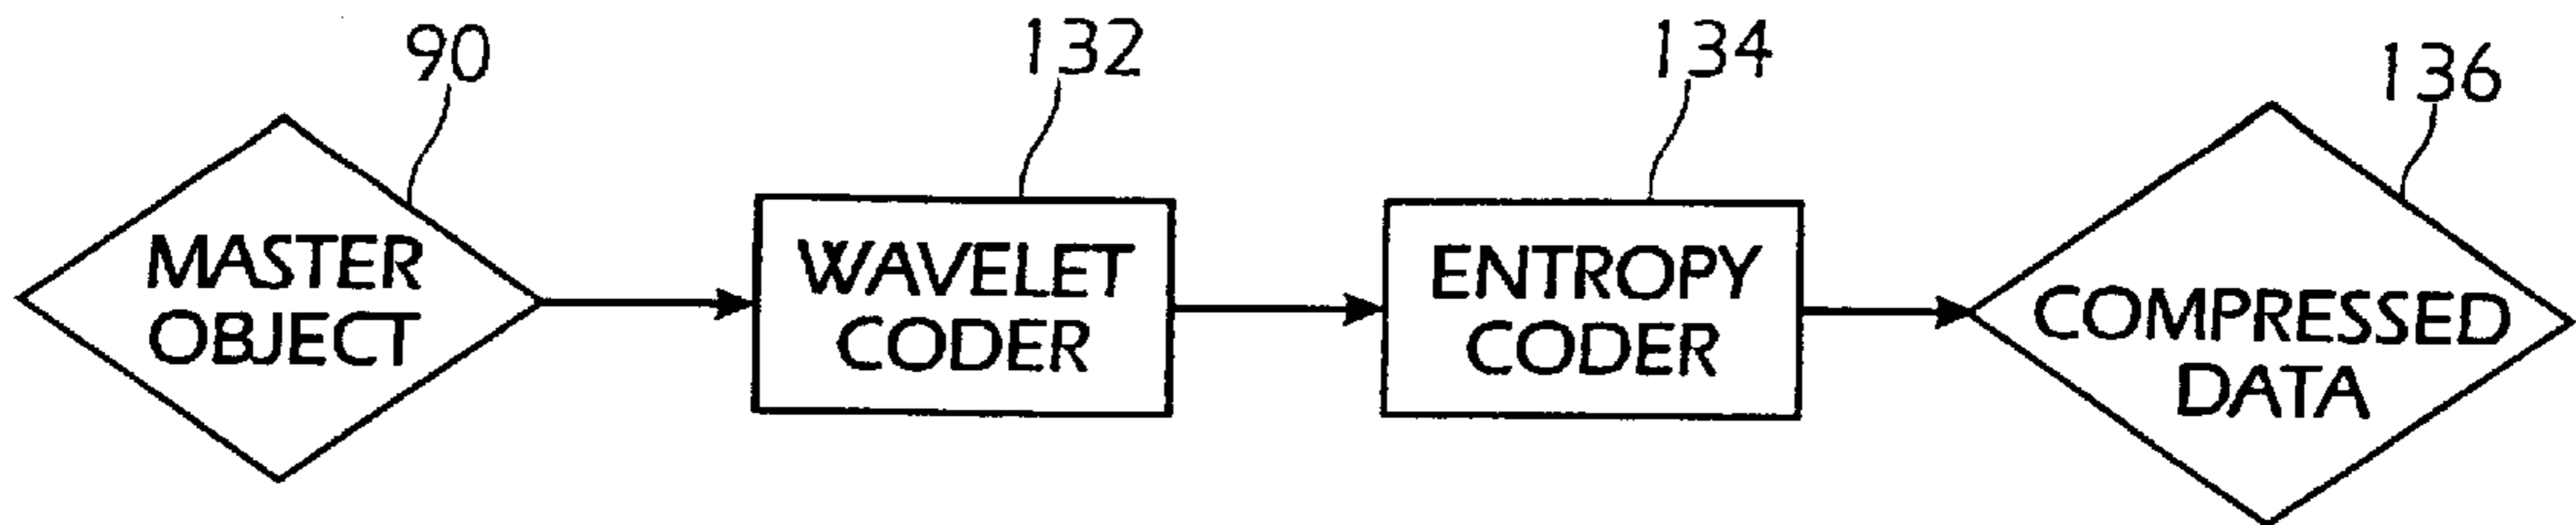 90
132
134
136
MASTER
OBJECT
WAVELET
CODER
ENTROPY
CODER
COMPRESSED
DATA